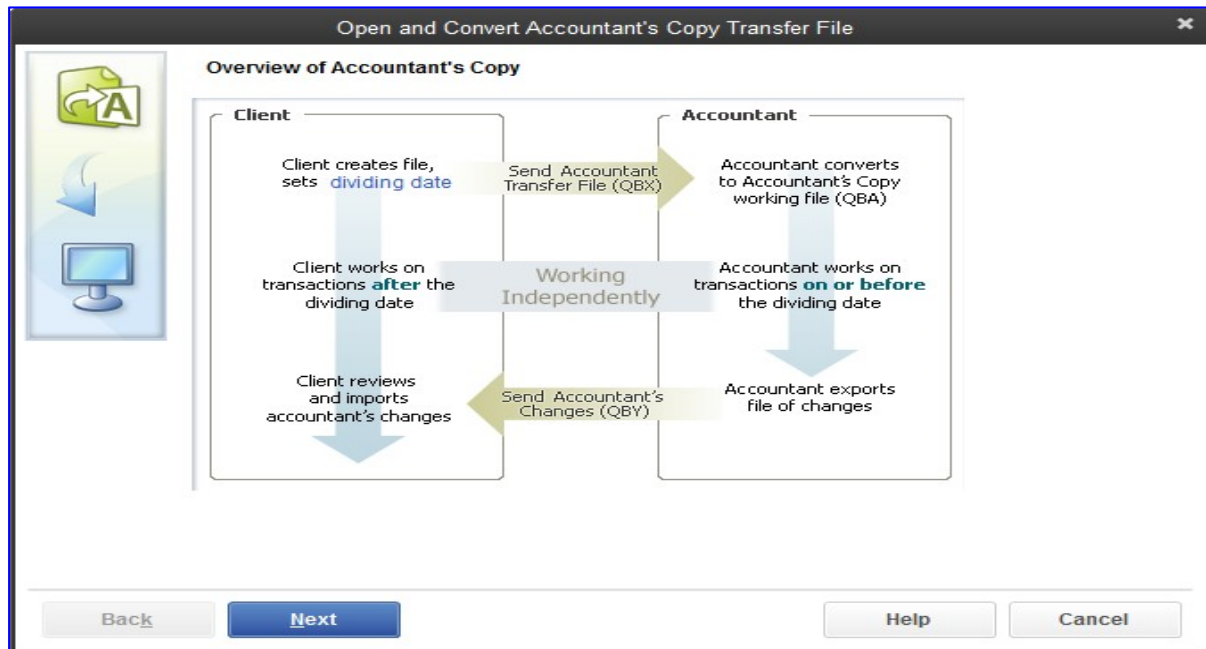 Open and Convert Accountant's Copy Transfer File
Overview of Accountant's Copy
Client
Accountant
Client creates file,
sets dividing date
Send Accountant
Transfer File (QBX)
Accountant converts
to Accountant's Copy
working file (QBA)
Client works on
transactions after the
dividing date
Working
Independently
Accountant works on
transactions on or before
the dividing date
Client reviews
and imports
accountant's changes
Send Accountant's
Changes (QBY)
Accountant exports
file of changes
A
Back
Next
Help
Cancel